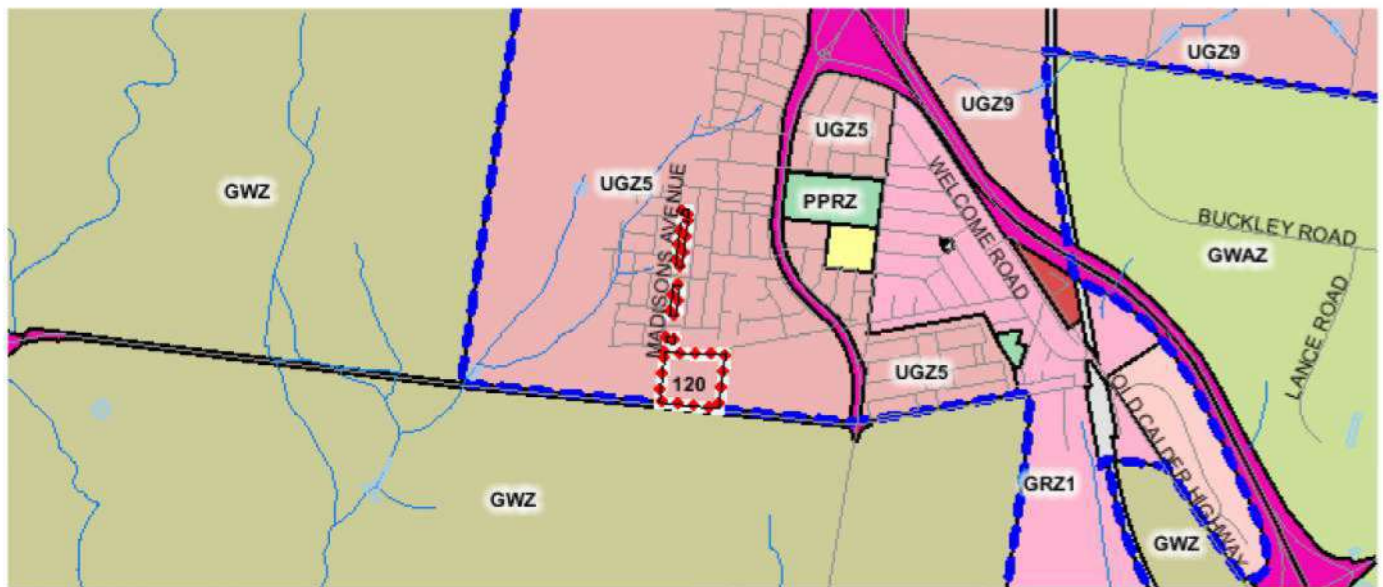 UGZ9
UGZ9
UGZ5
GWZ
UGZ5
MADISONS AVENUE
PPRZ
WELCOME ROAD
BUCKLEY ROAD
GWAZ
LANCE ROAD
120
UGZ5
OLD CALDER HIGHWAY
GRZ1
GWZ
GWZ